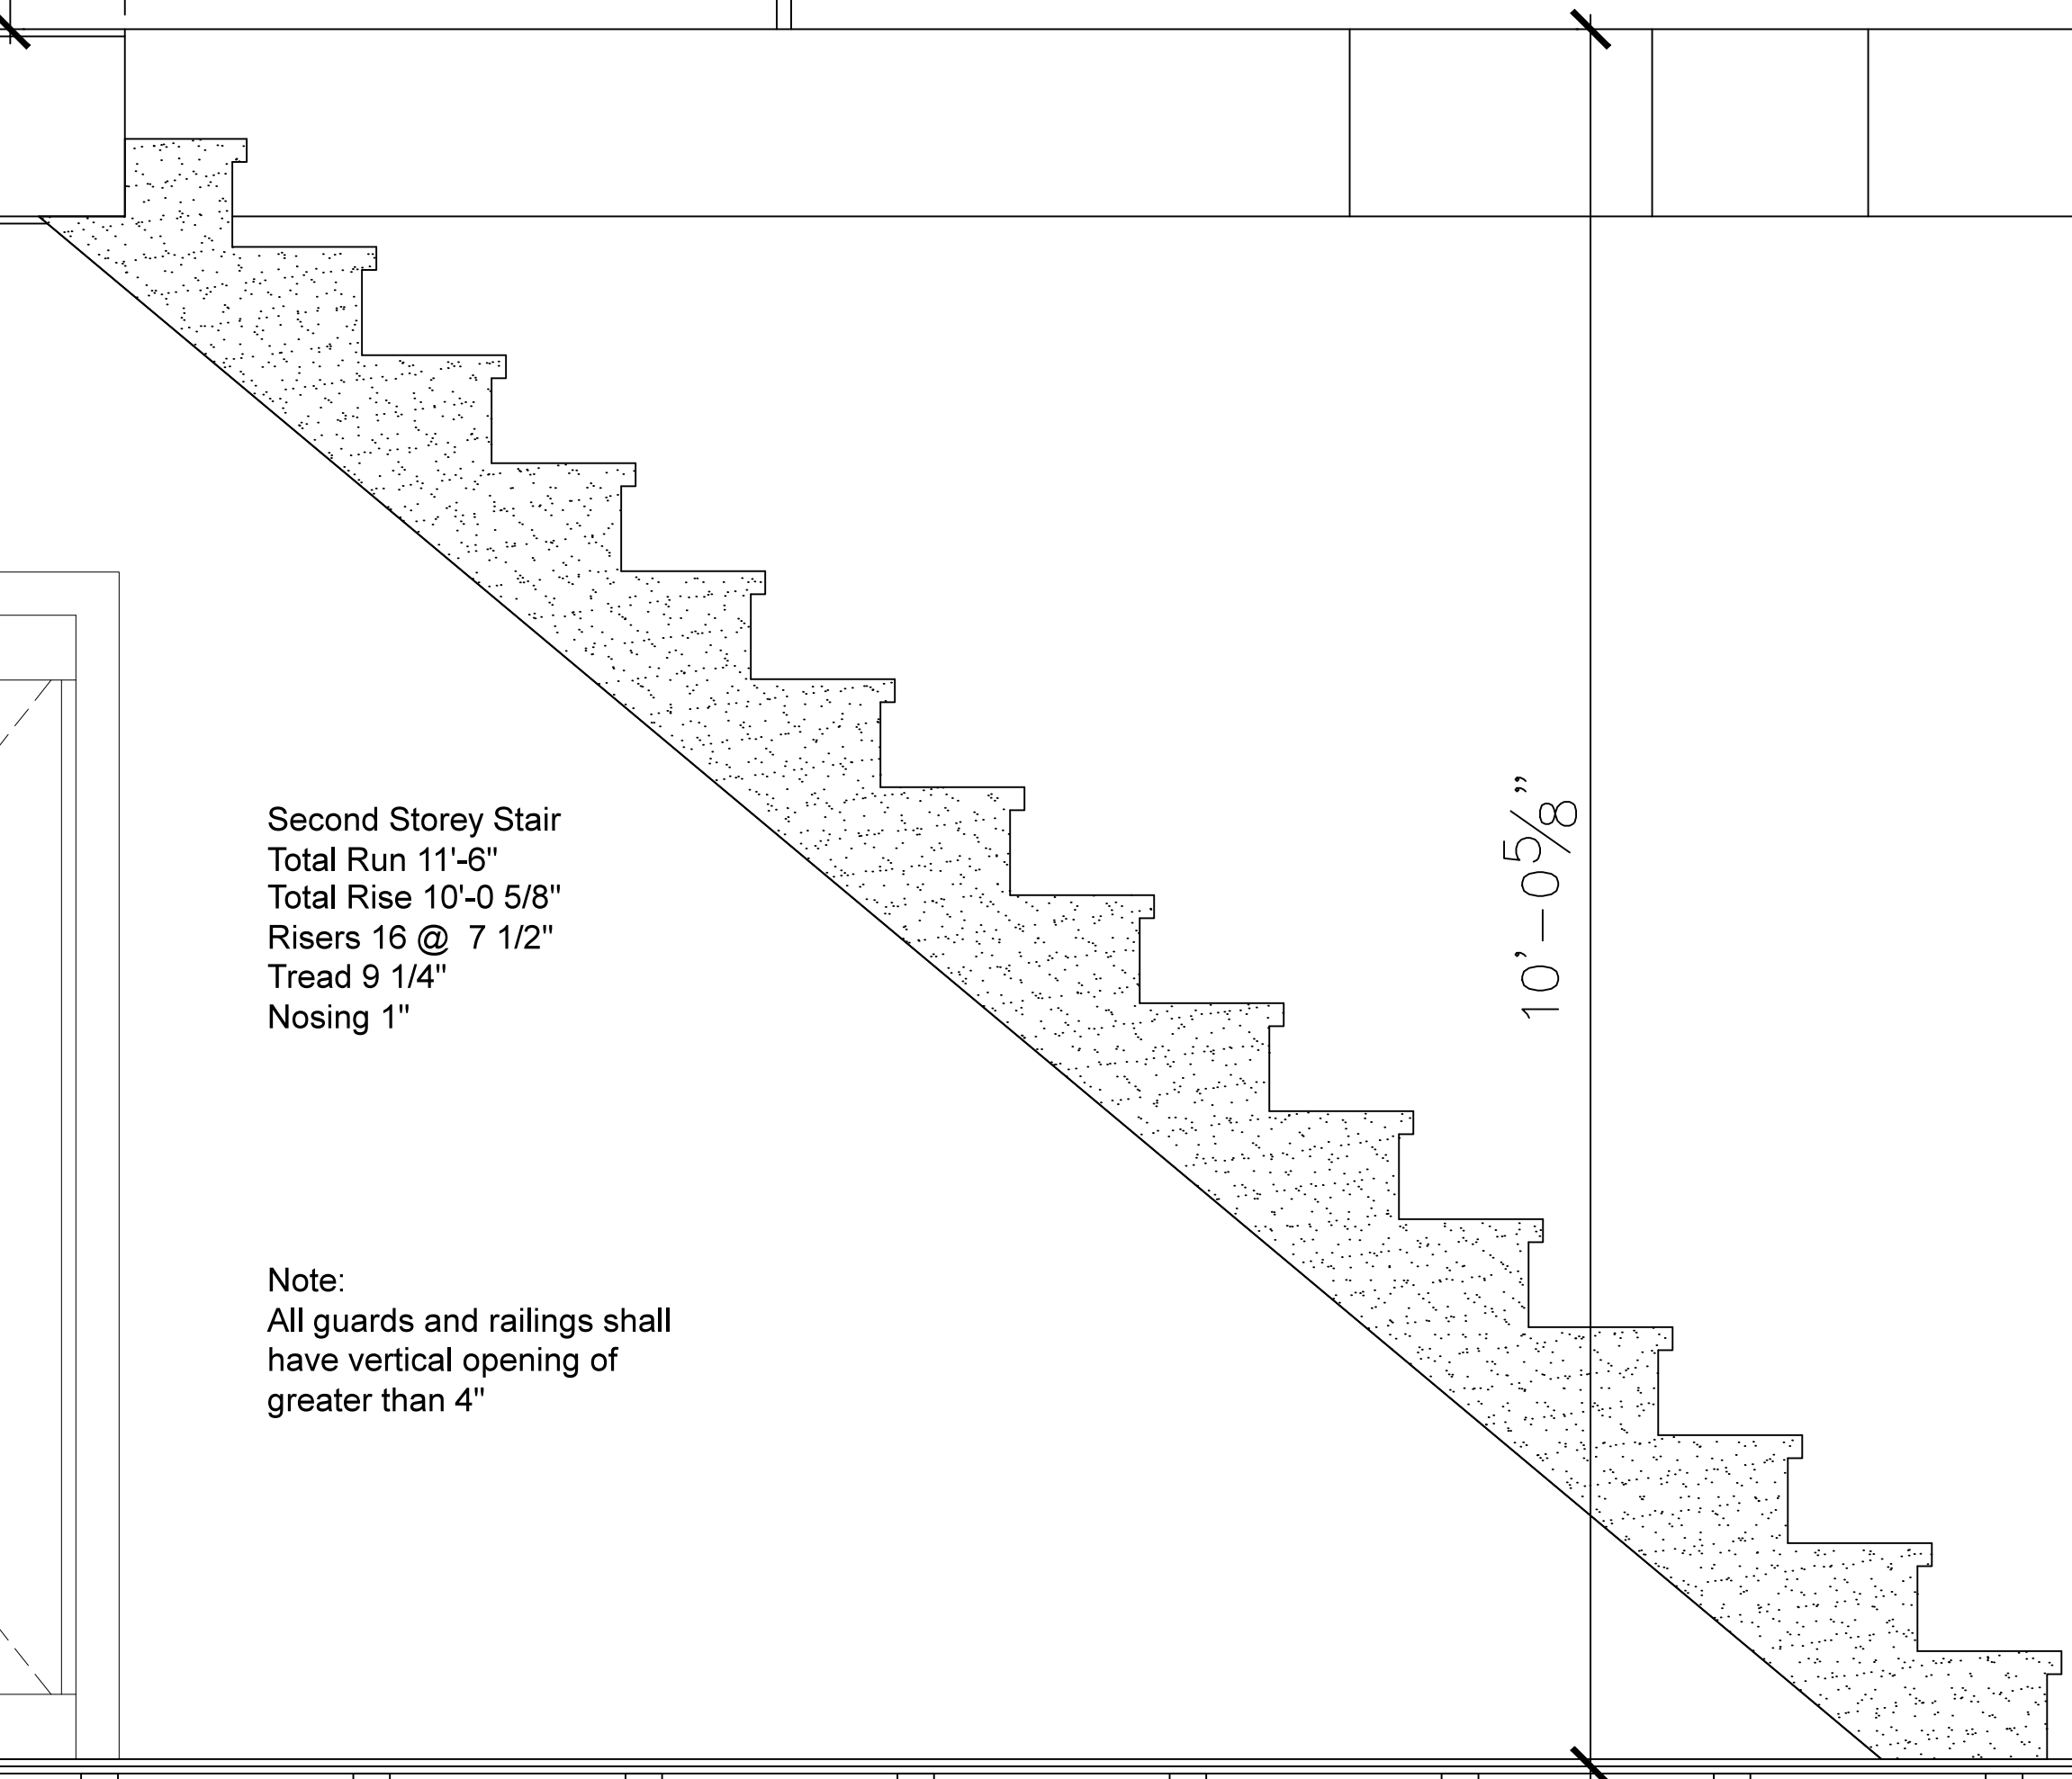 Second Storey Stair
Total Run 11'-6"
Total Rise 10'-0 5/8"
Risers 16 @  7 1/2"
Tread 9 1/4"
Nosing 1"
10'-0 5/8"
Note:
All guards and railings shall
have vertical opening of
greater than 4"